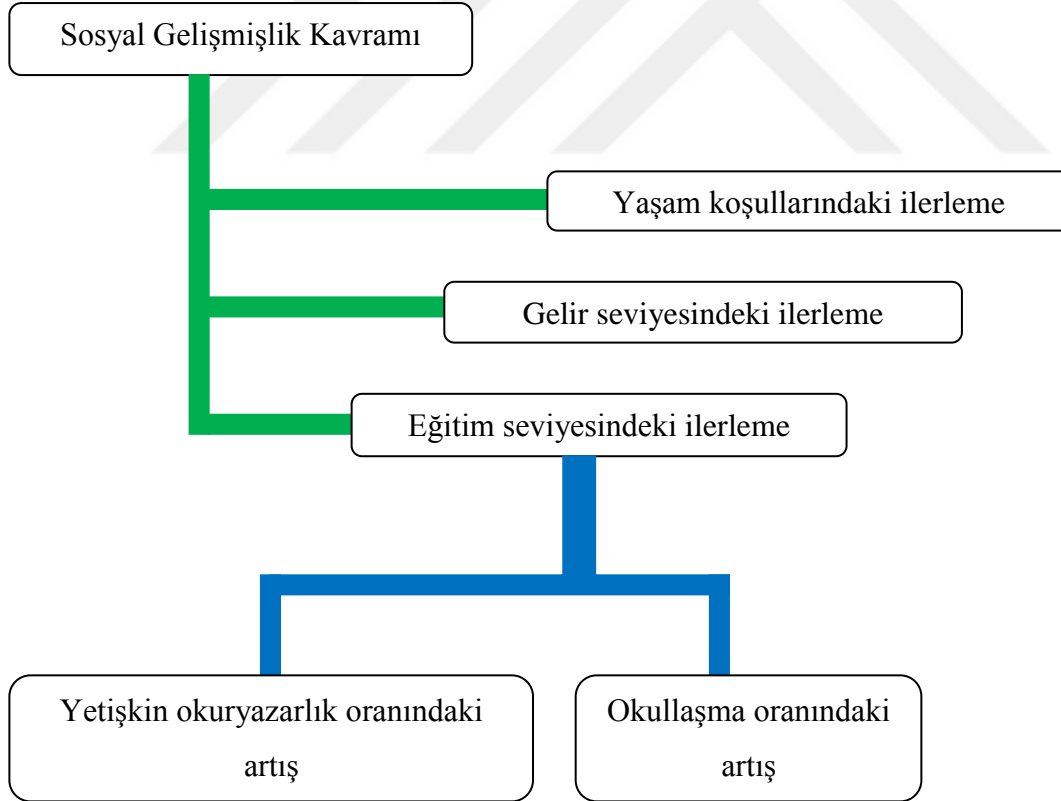 Sosyal Gelişmişlik Kavramı
Yaşam koşullarındaki ilerleme
Gelir seviyesindeki ilerleme
Eğitim seviyesindeki ilerleme
Yetişkin okuryazarlık oranındaki
artış
Okullaşma oranındaki
artış